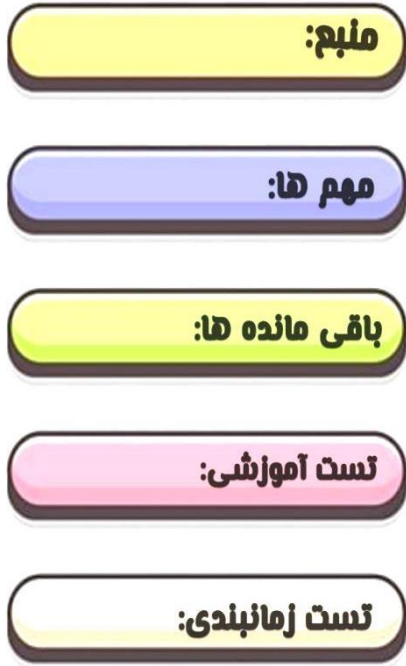 منبع:
مهم ها:
باقی مانده ها:
تست آموزشی:
تست زمانبندی: